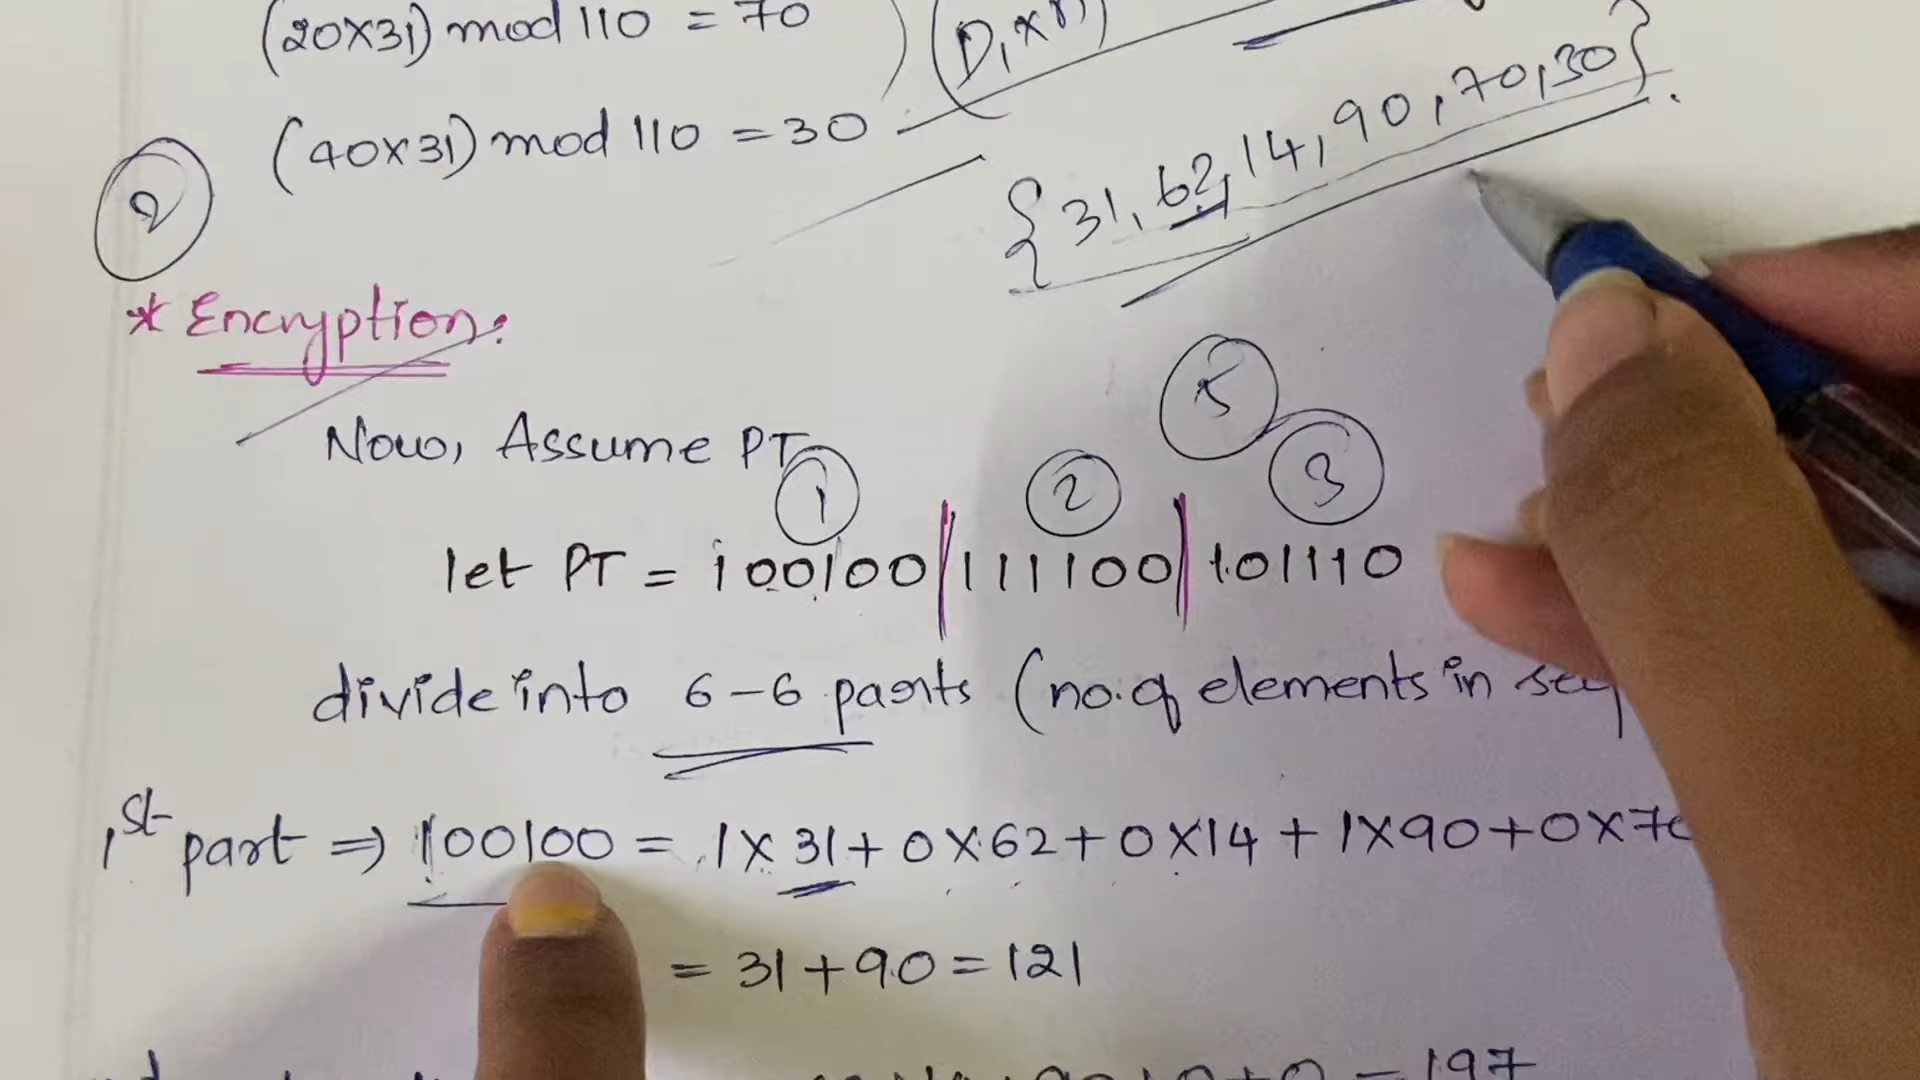 (20×31) mod 110 = 70
(D, ×
(40×31) mod 110 = 30
{31, 62, 14, 90, 70, 30}
2
* Encryption:
5
Now, Assume PT
1 2 3
let PT = 100100 | 111100 | 101110
divide into 6-6 parts (no. of elements in
1st part ⇒ 100100 = 1×31 + 0×62 + 0×14 + 1×90 + 0×70
= 31 + 90 = 121
= 197